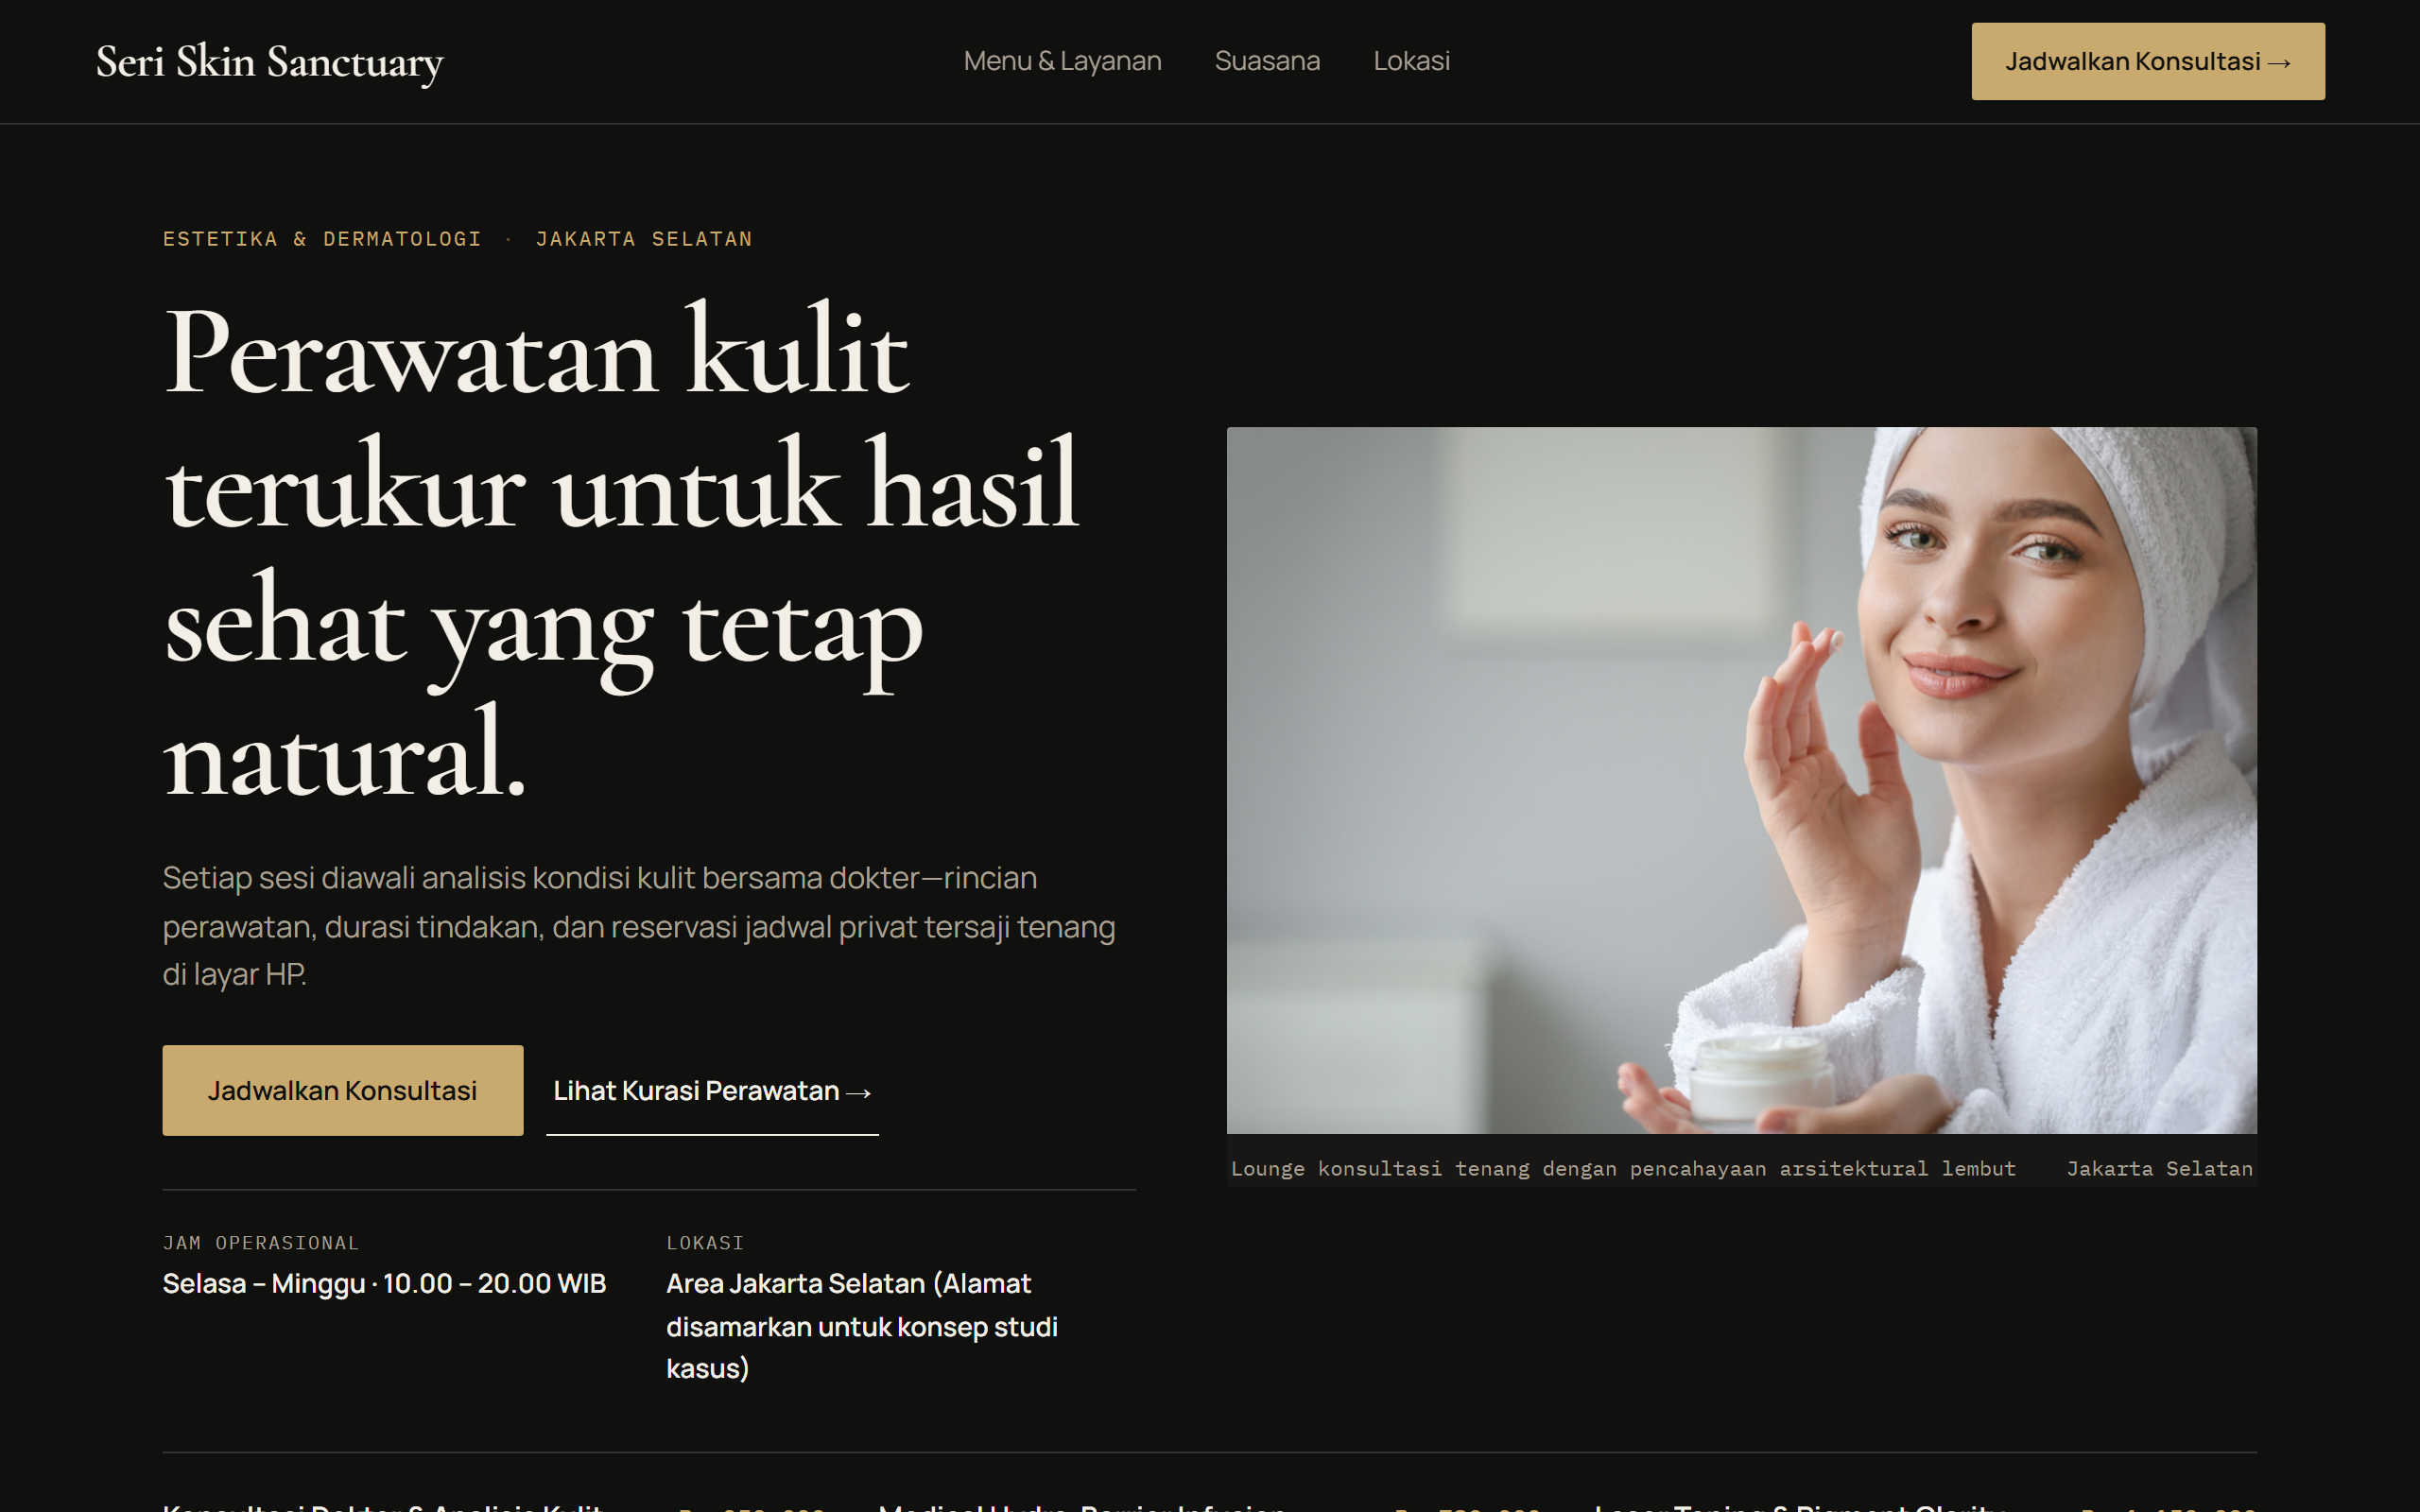 Seri Skin Sanctuary
Menu & Layanan
Suasana
Lokasi
Jadwalkan Konsultasi →
ESTETIKA & DERMATOLOGI · JAKARTA SELATAN
Perawatan kulit
terukur untuk hasil
sehat yang tetap
natural.
Setiap sesi diawali analisis kondisi kulit bersama dokter—rincian
perawatan, durasi tindakan, dan reservasi jadwal privat tersaji tenang
di layar HP.
Jadwalkan Konsultasi
Lihat Kurasi Perawatan →
Lounge konsultasi tenang dengan pencahayaan arsitektural lembut
Jakarta Selatan
JAM OPERASIONAL
Selasa – Minggu · 10.00 – 20.00 WIB
LOKASI
Area Jakarta Selatan (Alamat
disamarkan untuk konsep studi
kasus)
Konsultasi Dokter & Analisis Kulit